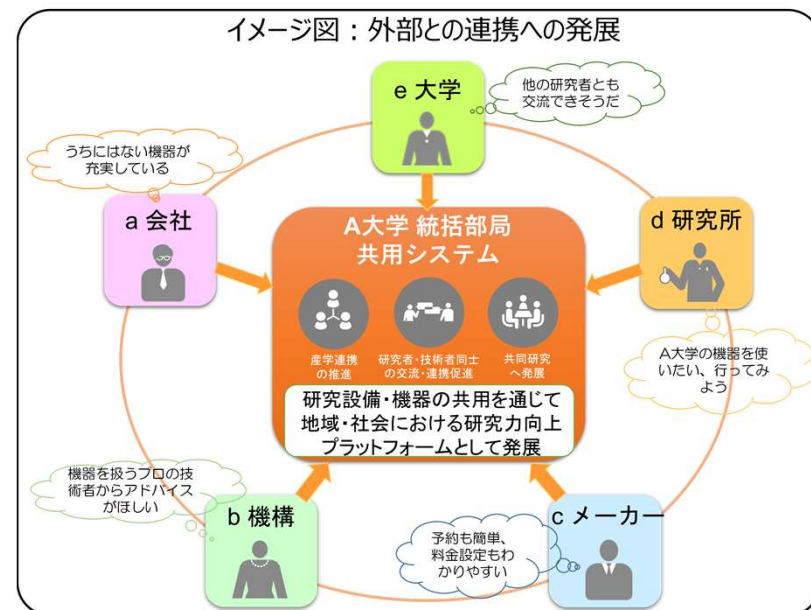 イメージ図：外部との連携への発展
e 大学
他の研究者とも
交流できそうだ
うちにはない機器が
充実している
a 会社
A大学 統括部局
共用システム
d 研究所
産学連携
の推進
研究者・技術者同士
の交流・連携促進
共同研究
へ発展
A大学の機器を使
いたい、行ってみ
よう
研究設備・機器の共用を通じて
地域・社会における研究力向上
プラットフォームとして発展
機器を扱うプロの技
術者からアドバイス
がほしい
b 機構
予約も簡単、
料金設定もわ
かりやすい
c メーカー